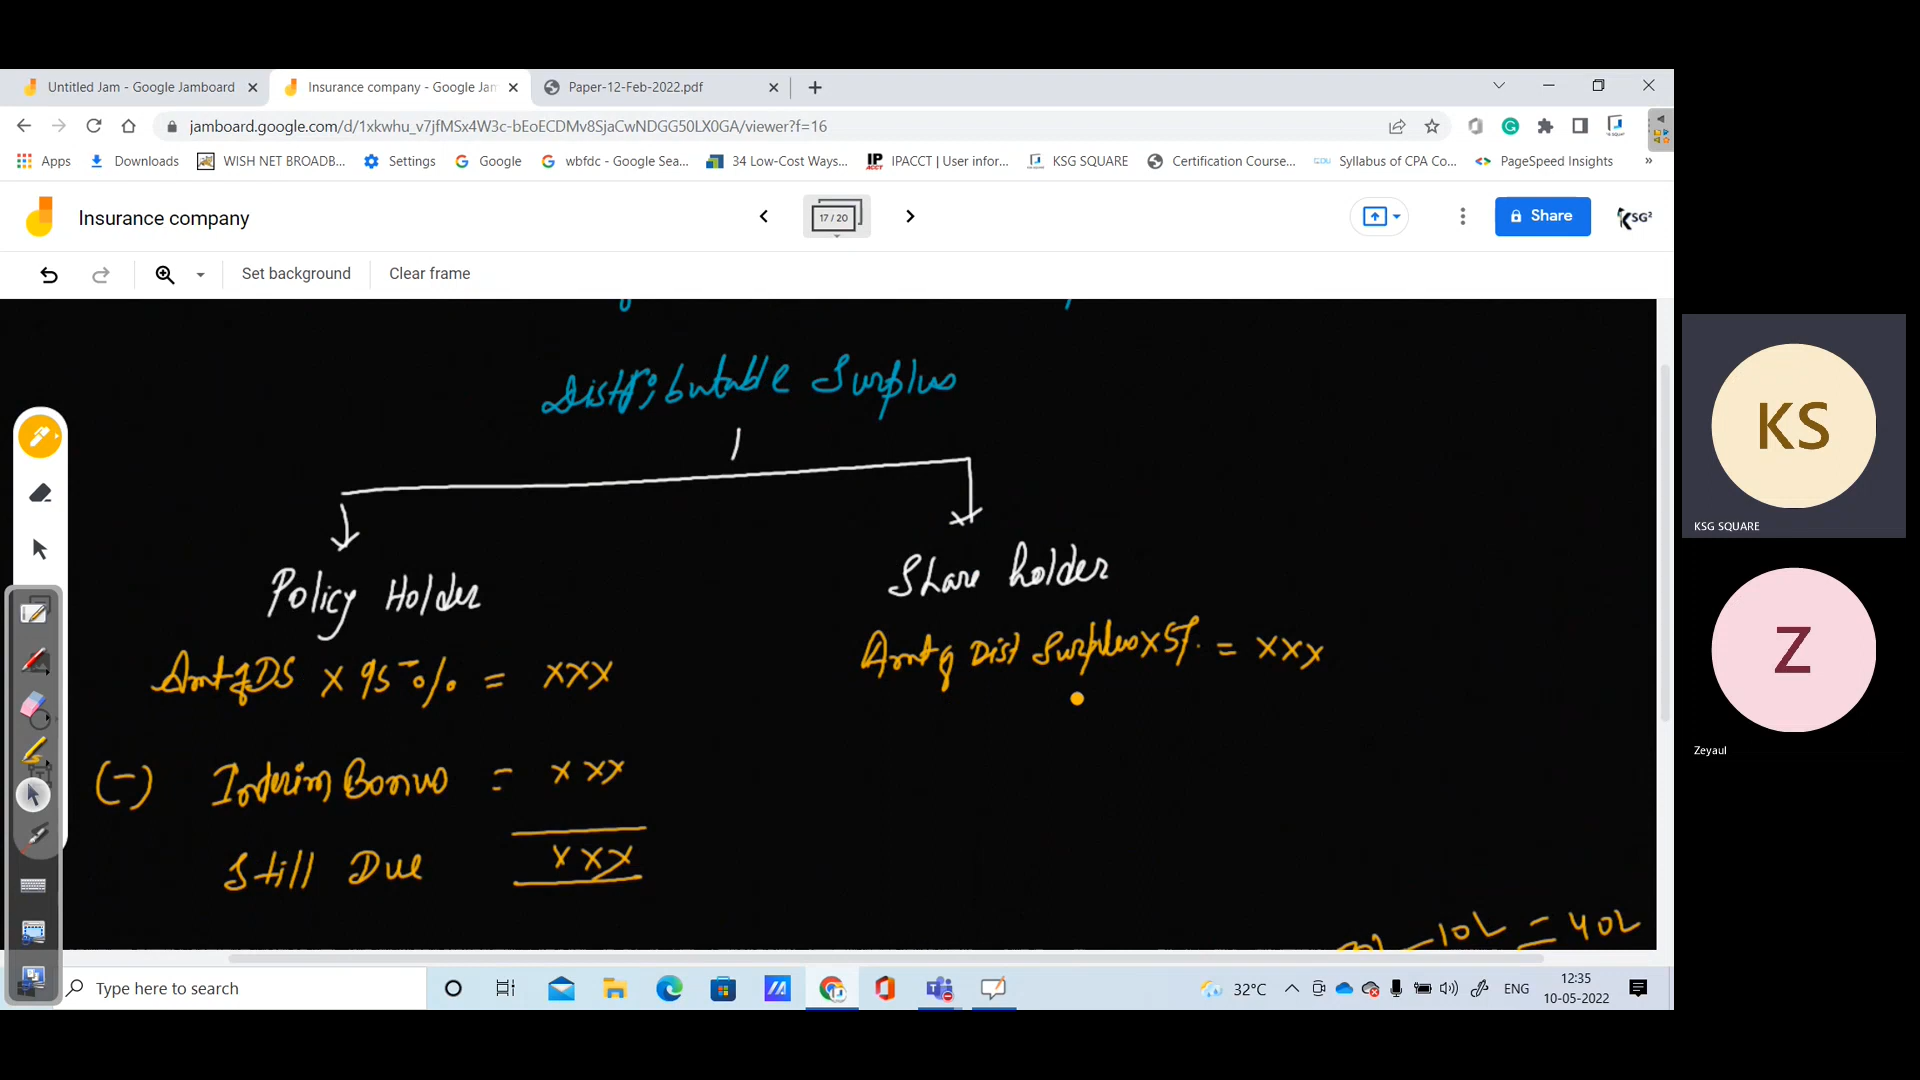 Untitled Jam - Google Jamboard
Insurance company - Google Jam
Paper-12-Feb-2022.pdf
jamboard.google.com/d/1xkwhu_v7jfMSx4W3c-bEoECDMv8SjaCwNDGG50LX0GA/viewer?f=16
Apps Downloads WISH NET BROADB... Settings Google wbfdc - Google Sea... 34 Low-Cost Ways... IPACCT | User infor... KSG SQUARE Certification Course... Syllabus of CPA Co... PageSpeed Insights »
Insurance company
17 / 20
Share
KSG²
Set background
Clear frame
Distributable Surplus
Policy Holder
Share holder
Amt of DS X 95% = XXX
Amt of Dist Surplus X 5% = XXX
(-) Interim Bonus = XXX
Still Due XXX
- 10L = 40L
KS
KSG SQUARE
Z
Zeyaul
Type here to search
32°C
ENG
12:35
10-05-2022